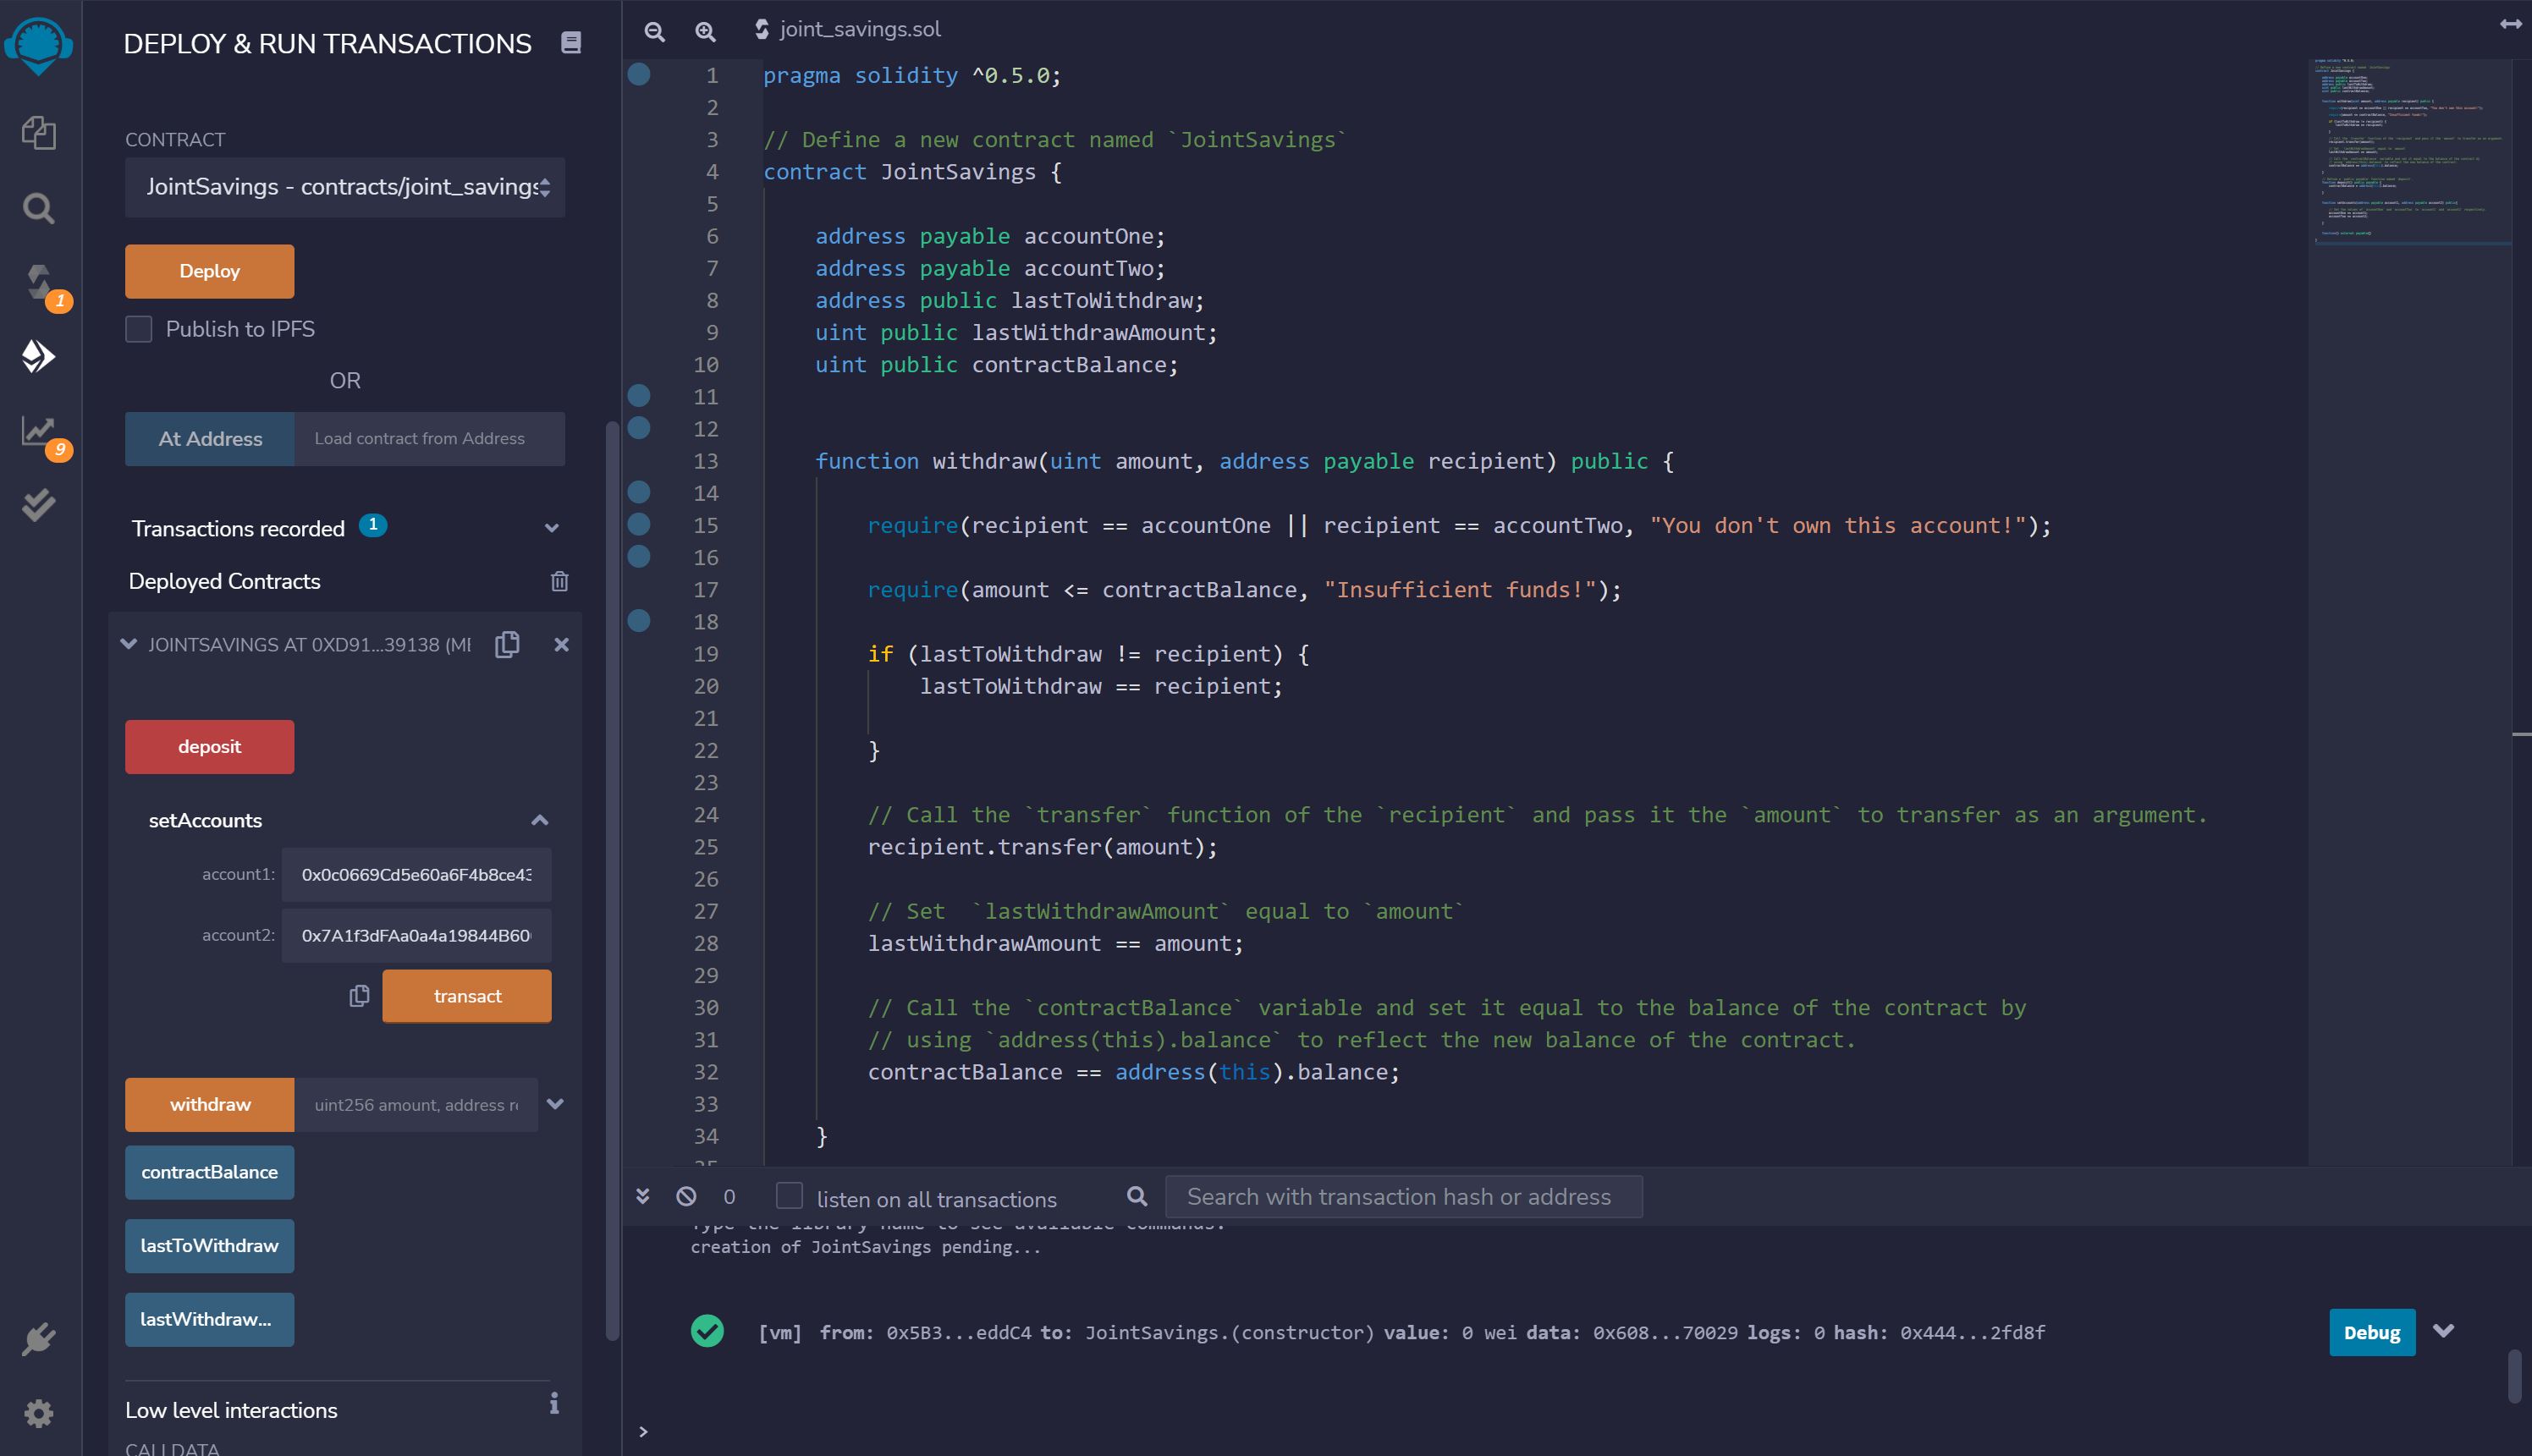 DEPLOY & RUN TRANSACTIONS
CONTRACT
JointSavings - contracts/joint_savings
Deploy
Publish to IPFS
OR
At Address Load contract from Address
Transactions recorded 1
Deployed Contracts
JOINTSAVINGS AT 0XD91...39138 (ME
deposit
setAccounts
account1: 0x0c0669Cd5e60a6F4b8ce43
account2: 0x7A1f3dFAa0a4a19844B60
transact
withdraw uint256 amount, address re
contractBalance
lastToWithdraw
lastWithdraw...
Low level interactions
CALLDATA
1
9
joint_savings.sol
1 pragma solidity ^0.5.0;
2
3 // Define a new contract named `JointSavings`
4 contract JointSavings {
5
6 address payable accountOne;
7 address payable accountTwo;
8 address public lastToWithdraw;
9 uint public lastWithdrawAmount;
10 uint public contractBalance;
11
12
13 function withdraw(uint amount, address payable recipient) public {
14
15 require(recipient == accountOne || recipient == accountTwo, "You don't own this account!");
16
17 require(amount <= contractBalance, "Insufficient funds!");
18
19 if (lastToWithdraw != recipient) {
20 lastToWithdraw == recipient;
21
22 }
23
24 // Call the `transfer` function of the `recipient` and pass it the `amount` to transfer as an argument.
25 recipient.transfer(amount);
26
27 // Set  `lastWithdrawAmount` equal to `amount`
28 lastWithdrawAmount == amount;
29
30 // Call the `contractBalance` variable and set it equal to the balance of the contract by
31 // using `address(this).balance` to reflect the new balance of the contract.
32 contractBalance == address(this).balance;
33
34 }
0 listen on all transactions Search with transaction hash or address
Type the library name to see available commands.
creation of JointSavings pending...
[vm] from: 0x5B3...eddC4 to: JointSavings.(constructor) value: 0 wei data: 0x608...70029 logs: 0 hash: 0x444...2fd8f Debug
>